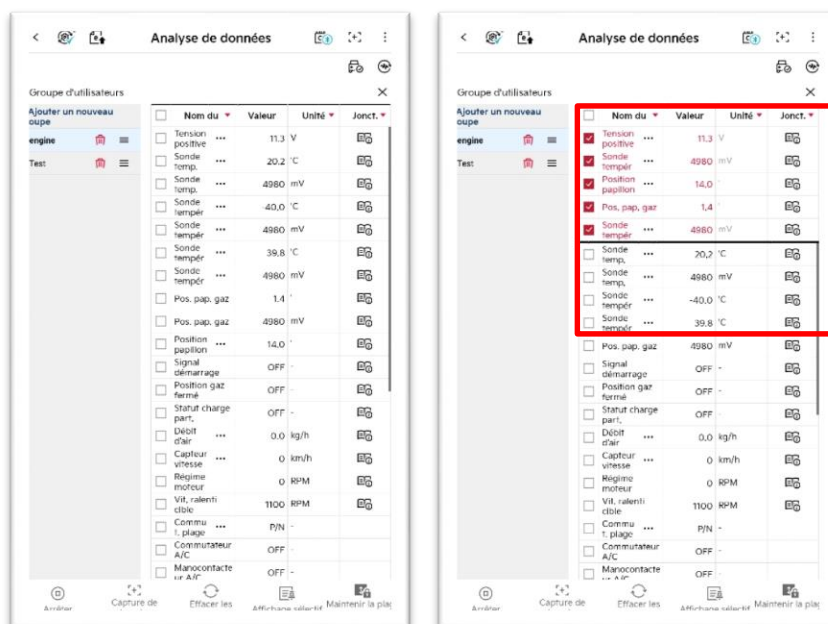 Analyse de données
Groupe d'utilisateurs
Ajouter un nouveau
oupe
engine
Test
Nom du Valeur Unité Jonct.
Tension
positive ... 11.3 V
Sonde
temp. ... 20.2 °C
Sonde
temp. ... 4980 mV
Sonde
tempér ... -40,0 °C
Sonde
tempér ... 4980 mV
Sonde
tempér ... 39,8 °C
Sonde
tempér ... 4980 mV
Pos. pap. gaz 1,4 °
Pos. pap. gaz 4980 mV
Position
papillon ... 14,0 °
Signal
démarrage OFF -
Position gaz
fermé OFF -
Statut charge
part. OFF -
Débit
d'air ... 0.0 kg/h
Capteur
vitesse ... 0 km/h
Régime
moteur 0 RPM
Vit. ralenti
cible 1100 RPM
Commu
t. plage ... P/N -
Commutateur
A/C OFF -
Manocontacte
ur A/C OFF -
Arrêter
Capture de
Effacer les
Affichage sélectif
Maintenir la plag
Analyse de données
Groupe d'utilisateurs
Ajouter un nouveau
oupe
engine
Test
Nom du Valeur Unité Jonct.
Tension
positive ... 11.3 V
Sonde
tempér ... 4980 mV
Position
papillon ... 14,0 °
Pos. pap. gaz 1,4 °
Sonde
tempér ... 4980 mV
Sonde
temp. ... 20,2 °C
Sonde
temp. ... 4980 mV
Sonde
tempér ... -40.0 °C
Sonde
tempér ... 39.8 °C
Pos. pap. gaz 4980 mV
Signal
démarrage OFF -
Position gaz
fermé OFF -
Statut charge
part. OFF -
Débit
d'air ... 0.0 kg/h
Capteur
vitesse ... 0 km/h
Régime
moteur 0 RPM
Vit. ralenti
cible 1100 RPM
Commu
t. plage ... P/N -
Commutateur
A/C OFF -
Manocontacte
ur A/C OFF -
Arrêter
Capture de
Effacer les
Affichage sélectif
Maintenir la plag